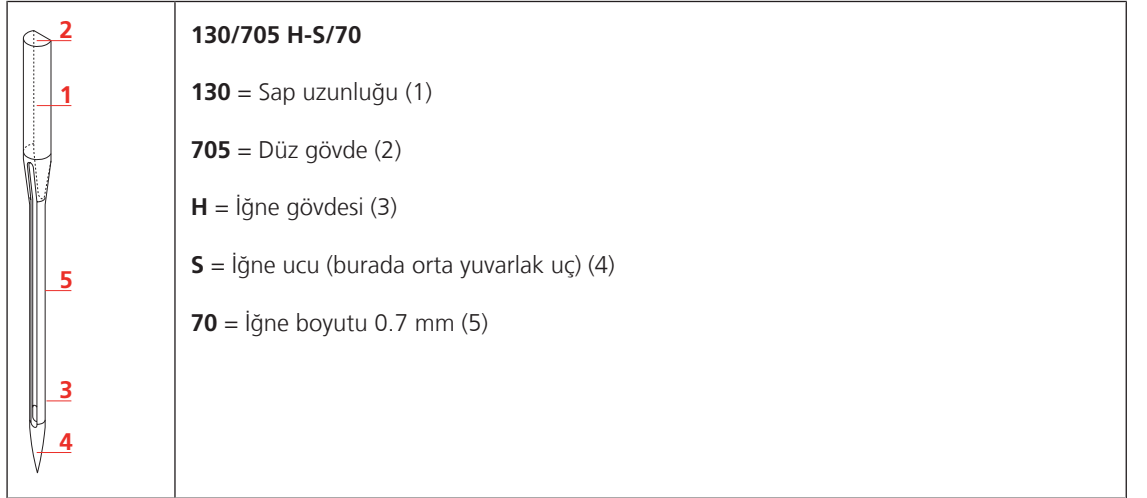 2
1
5
3
4
130/705 H-S/70
130 = Sap uzunluğu (1)
705 = Düz gövde (2)
H = İğne gövdesi (3)
S = İğne ucu (burada orta yuvarlak uç) (4)
70 = İğne boyutu 0.7 mm (5)